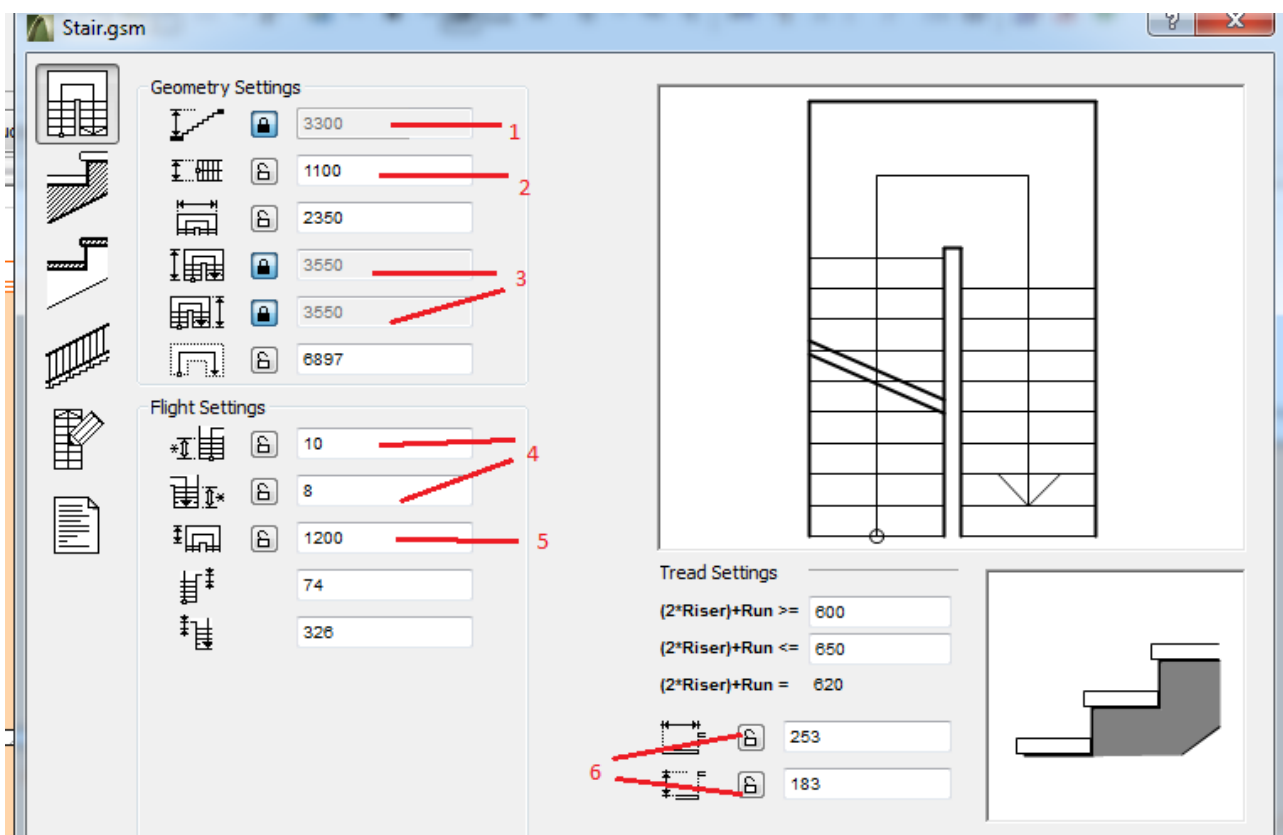 Stair.gsm
?
X
Geometry Settings
3300
1
1100
2
2350
3550
3
3550
6897
Flight Settings
10
4
8
1200
5
74
326
Tread Settings
(2*Riser)+Run >= 600
(2*Riser)+Run <= 650
(2*Riser)+Run = 620
253
6
183